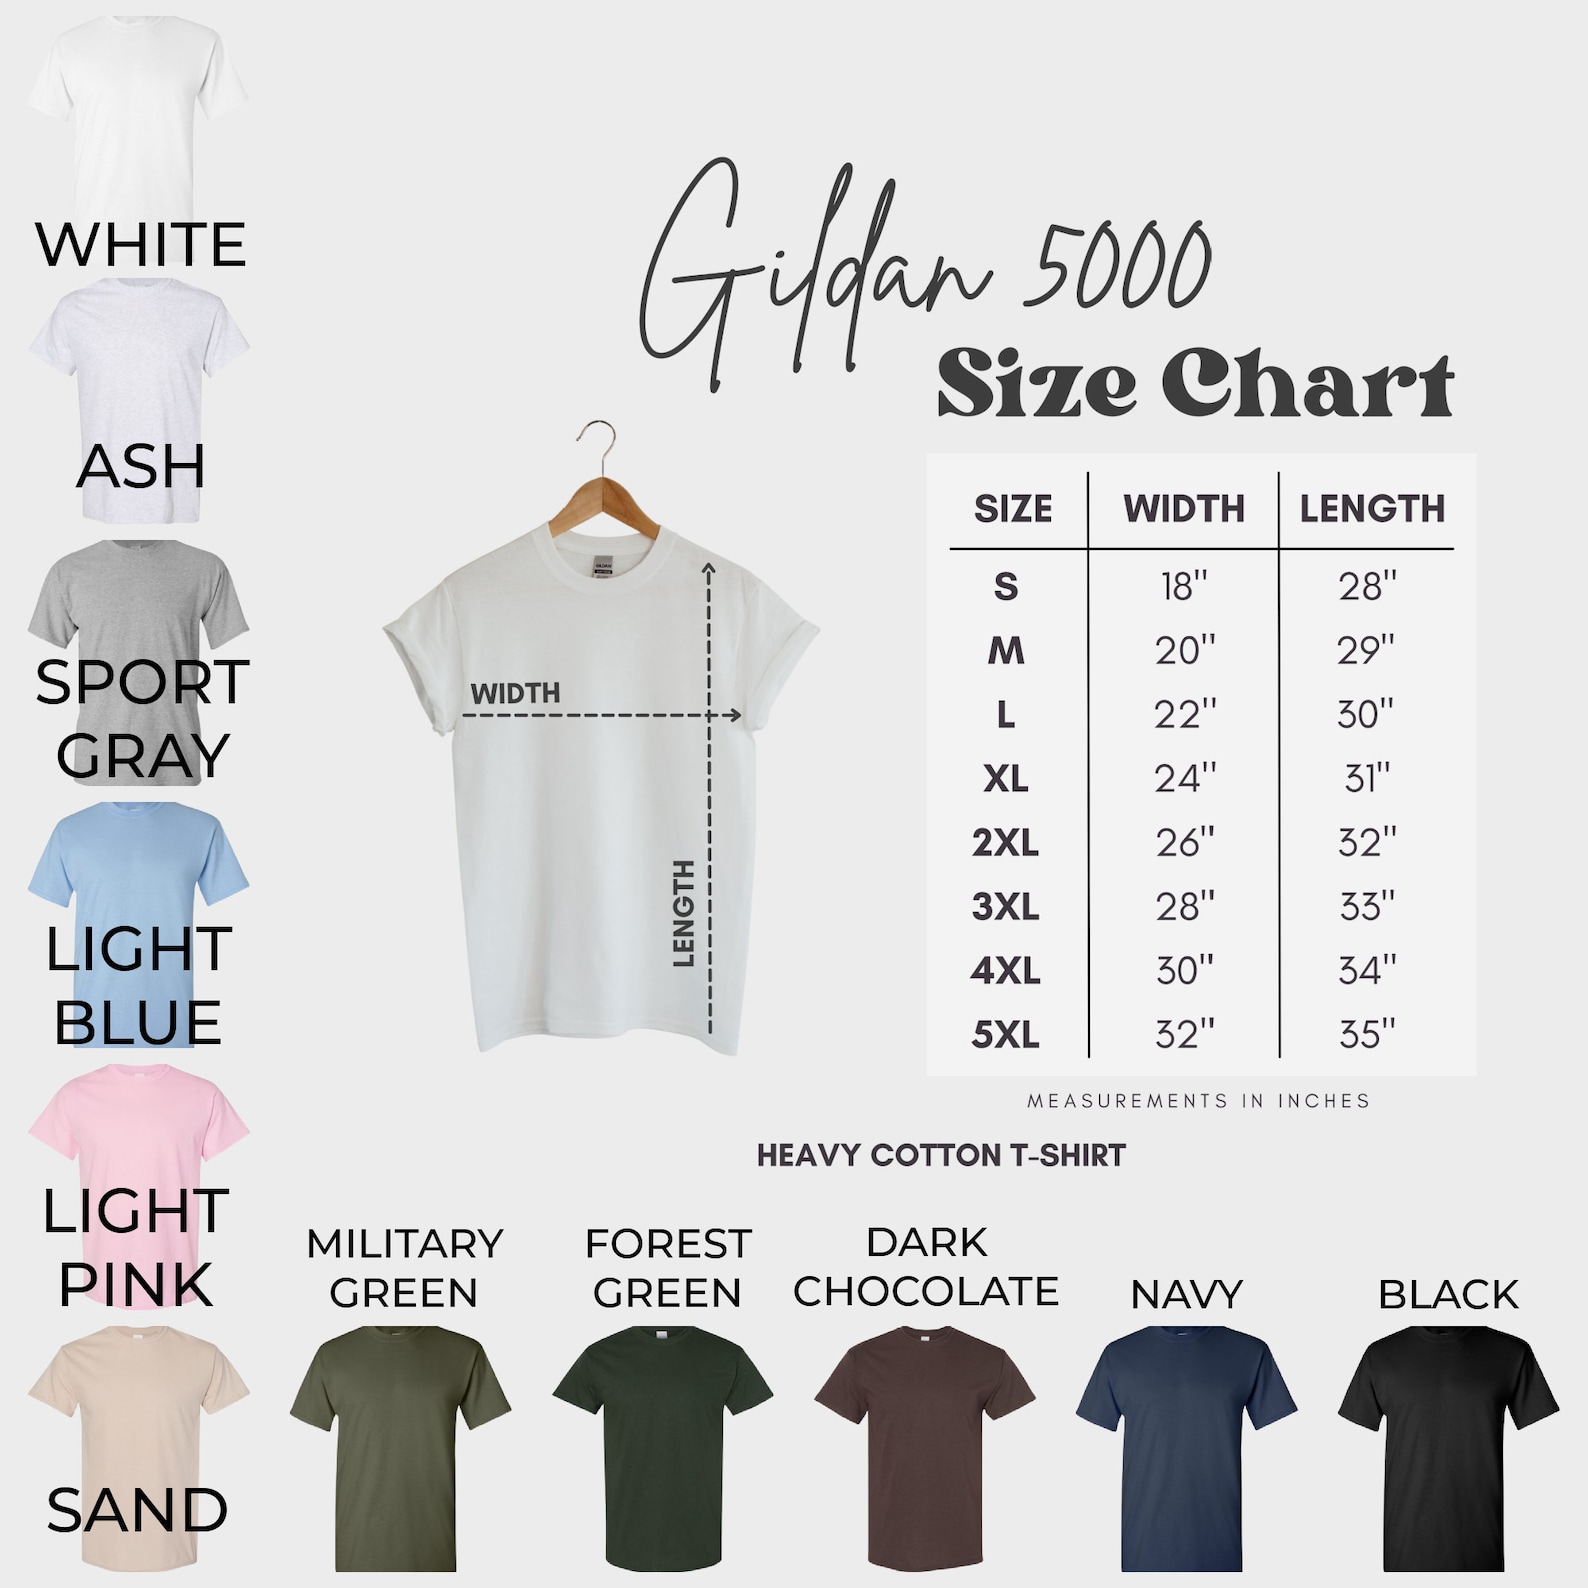 WHITE
ASH
SPORT
GRAY
LIGHT
BLUE
LIGHT
PINK
SAND
Gildan 5000
Size Chart
WIDTH
LENGTH
SIZE WIDTH LENGTH
S 18" 28"
M 20" 29"
L 22" 30"
XL 24" 31"
2XL 26" 32"
3XL 28" 33"
4XL 30" 34"
5XL 32" 35"
MEASUREMENTS IN INCHES
HEAVY COTTON T-SHIRT
MILITARY
GREEN
FOREST
GREEN
DARK
CHOCOLATE
NAVY
BLACK